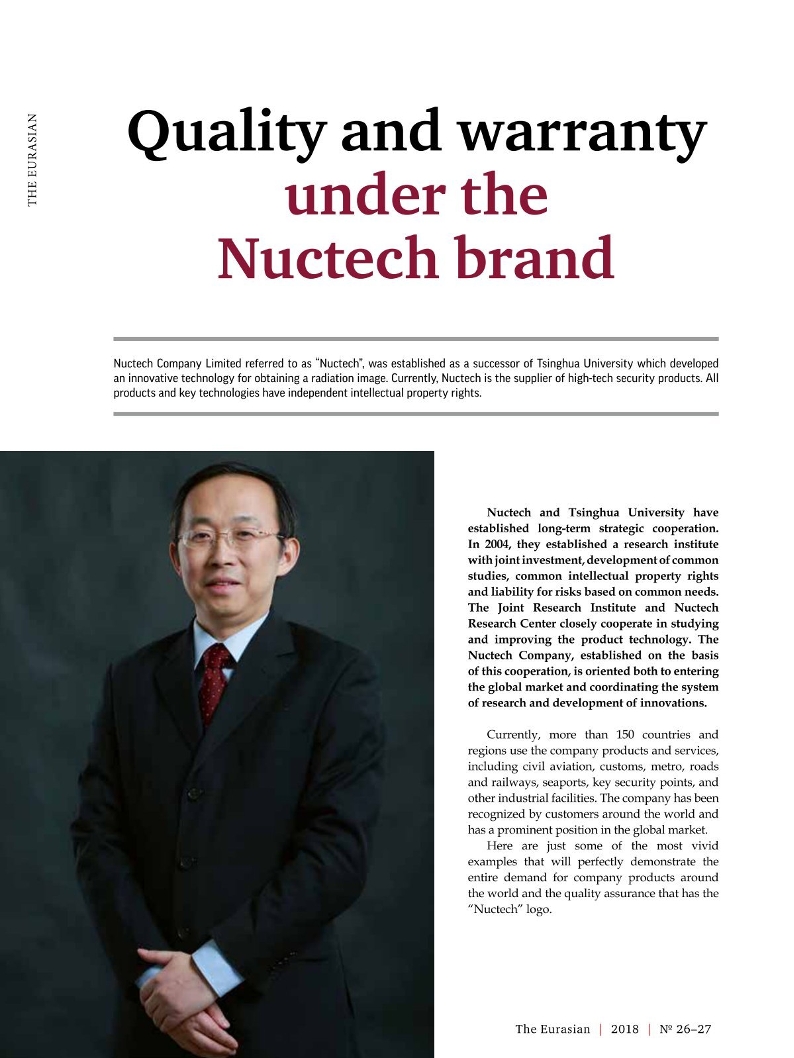 THE EURASIAN
Quality and warranty
under the
Nuctech brand
Nuctech Company Limited referred to as “Nuctech”, was established as a successor of Tsinghua University which developed
an innovative technology for obtaining a radiation image. Currently, Nuctech is the supplier of high-tech security products. All
products and key technologies have independent intellectual property rights.
Nuctech and Tsinghua University have
established long-term strategic cooperation.
In 2004, they established a research institute
with joint investment, development of common
studies, common intellectual property rights
and liability for risks based on common needs.
The Joint Research Institute and Nuctech
Research Center closely cooperate in studying
and improving the product technology. The
Nuctech Company, established on the basis
of this cooperation, is oriented both to entering
the global market and coordinating the system
of research and development of innovations.
Currently, more than 150 countries and
regions use the company products and services,
including civil aviation, customs, metro, roads
and railways, seaports, key security points, and
other industrial facilities. The company has been
recognized by customers around the world and
has a prominent position in the global market.
Here are just some of the most vivid
examples that will perfectly demonstrate the
entire demand for company products around
the world and the quality assurance that has the
“Nuctech” logo.
The Eurasian | 2018 | № 26–27